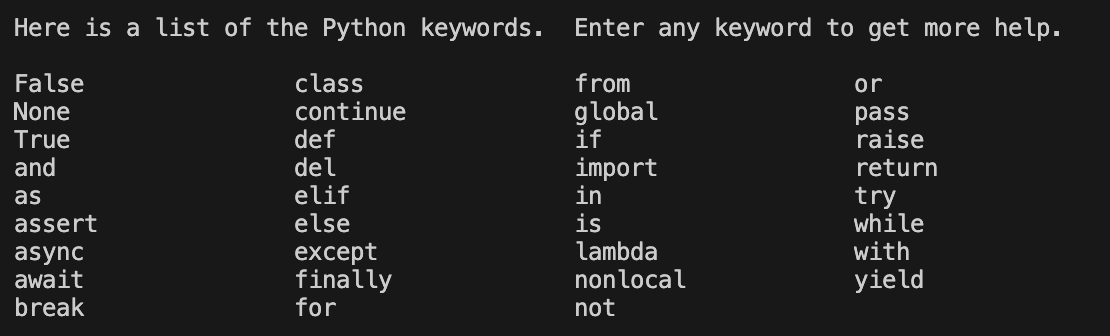 Here is a list of the Python keywords.  Enter any keyword to get more help.
False               class               from                or
None                continue            global              pass
True                def                 if                  raise
and                 del                 import              return
as                  elif                in                  try
assert              else                is                  while
async               except              lambda              with
await               finally             nonlocal            yield
break               for                 not